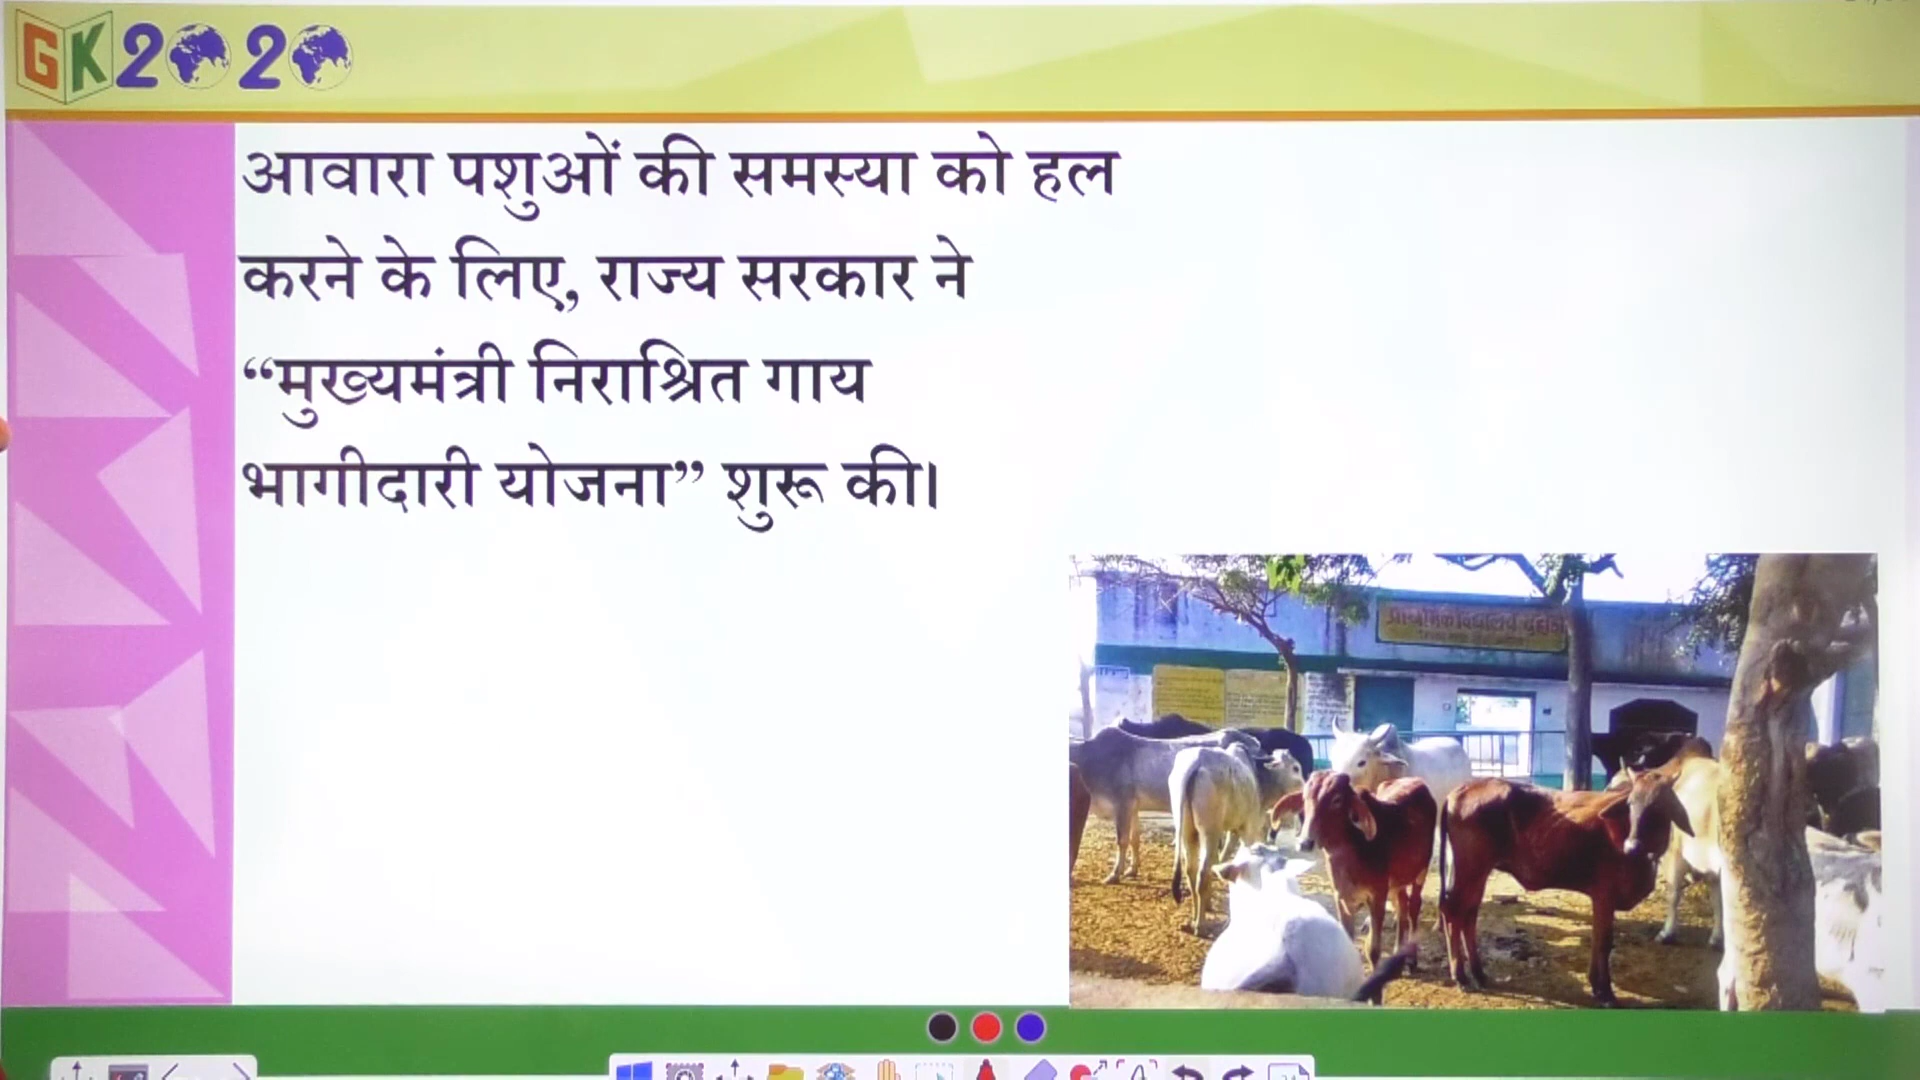 GK2020
आवारा पशुओं की समस्या को हल
करने के लिए, राज्य सरकार ने
“मुख्यमंत्री निराश्रित गाय
भागीदारी योजना” शुरू की।